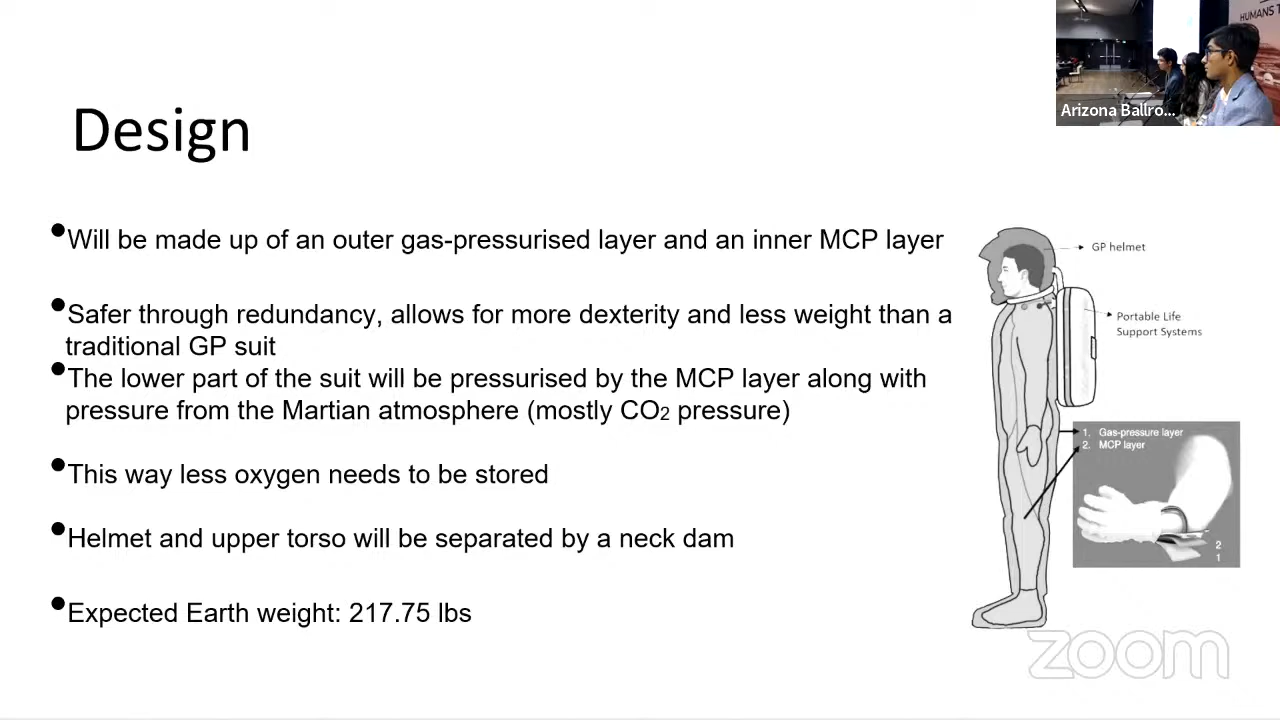 HUMANS T
Arizona Ballro...
Design
•Will be made up of an outer gas-pressurised layer and an inner MCP layer
•Safer through redundancy, allows for more dexterity and less weight than a
traditional GP suit
•The lower part of the suit will be pressurised by the MCP layer along with
pressure from the Martian atmosphere (mostly CO2 pressure)
•This way less oxygen needs to be stored
•Helmet and upper torso will be separated by a neck dam
•Expected Earth weight: 217.75 lbs
GP helmet
Portable Life
Support Systems
1. Gas-pressure layer
2. MCP layer
2
1
zoom